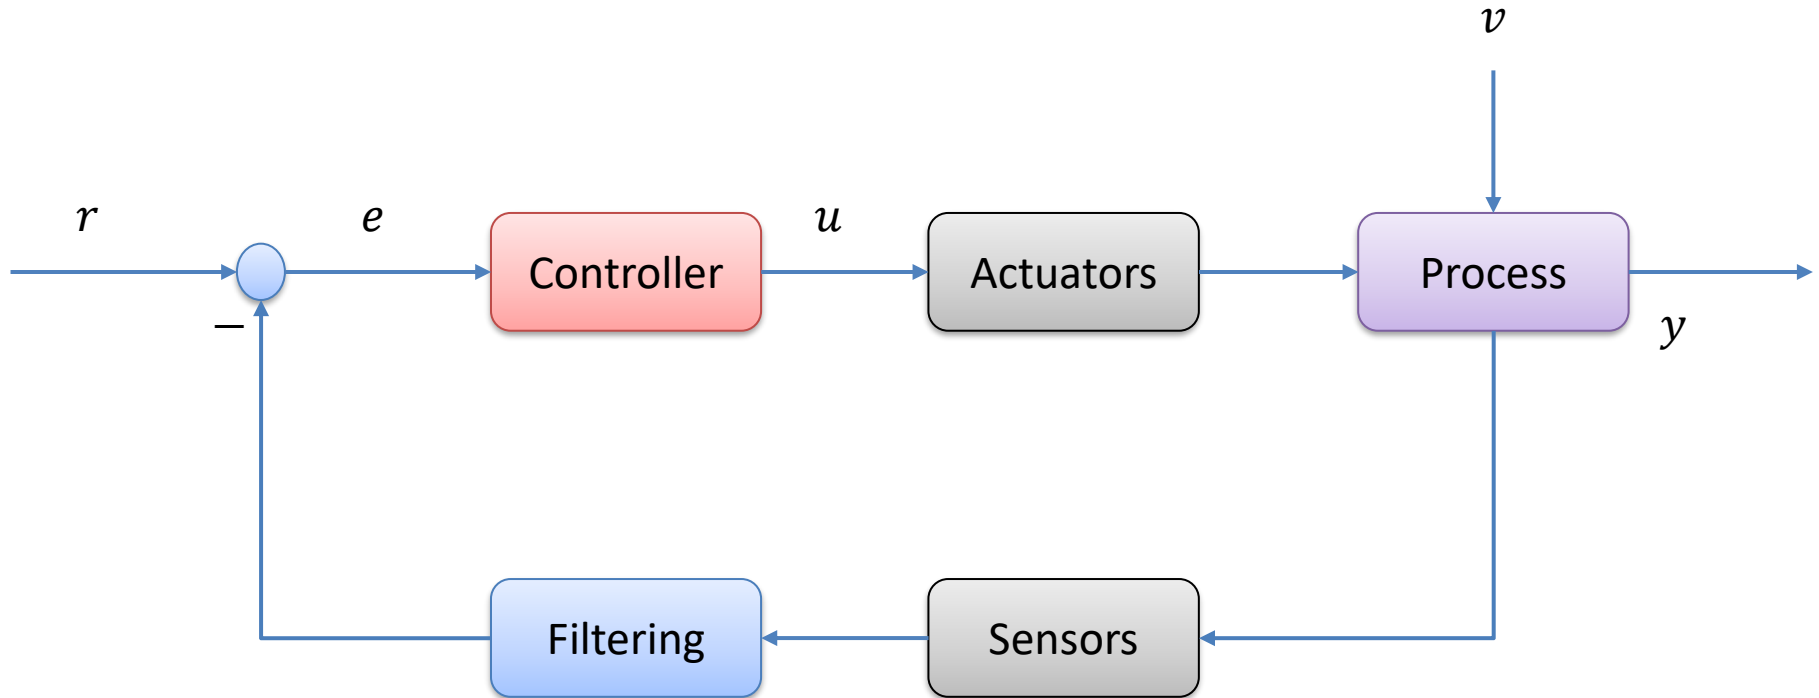 v
r
e
Controller
u
Actuators
Process
−
y
Filtering
Sensors